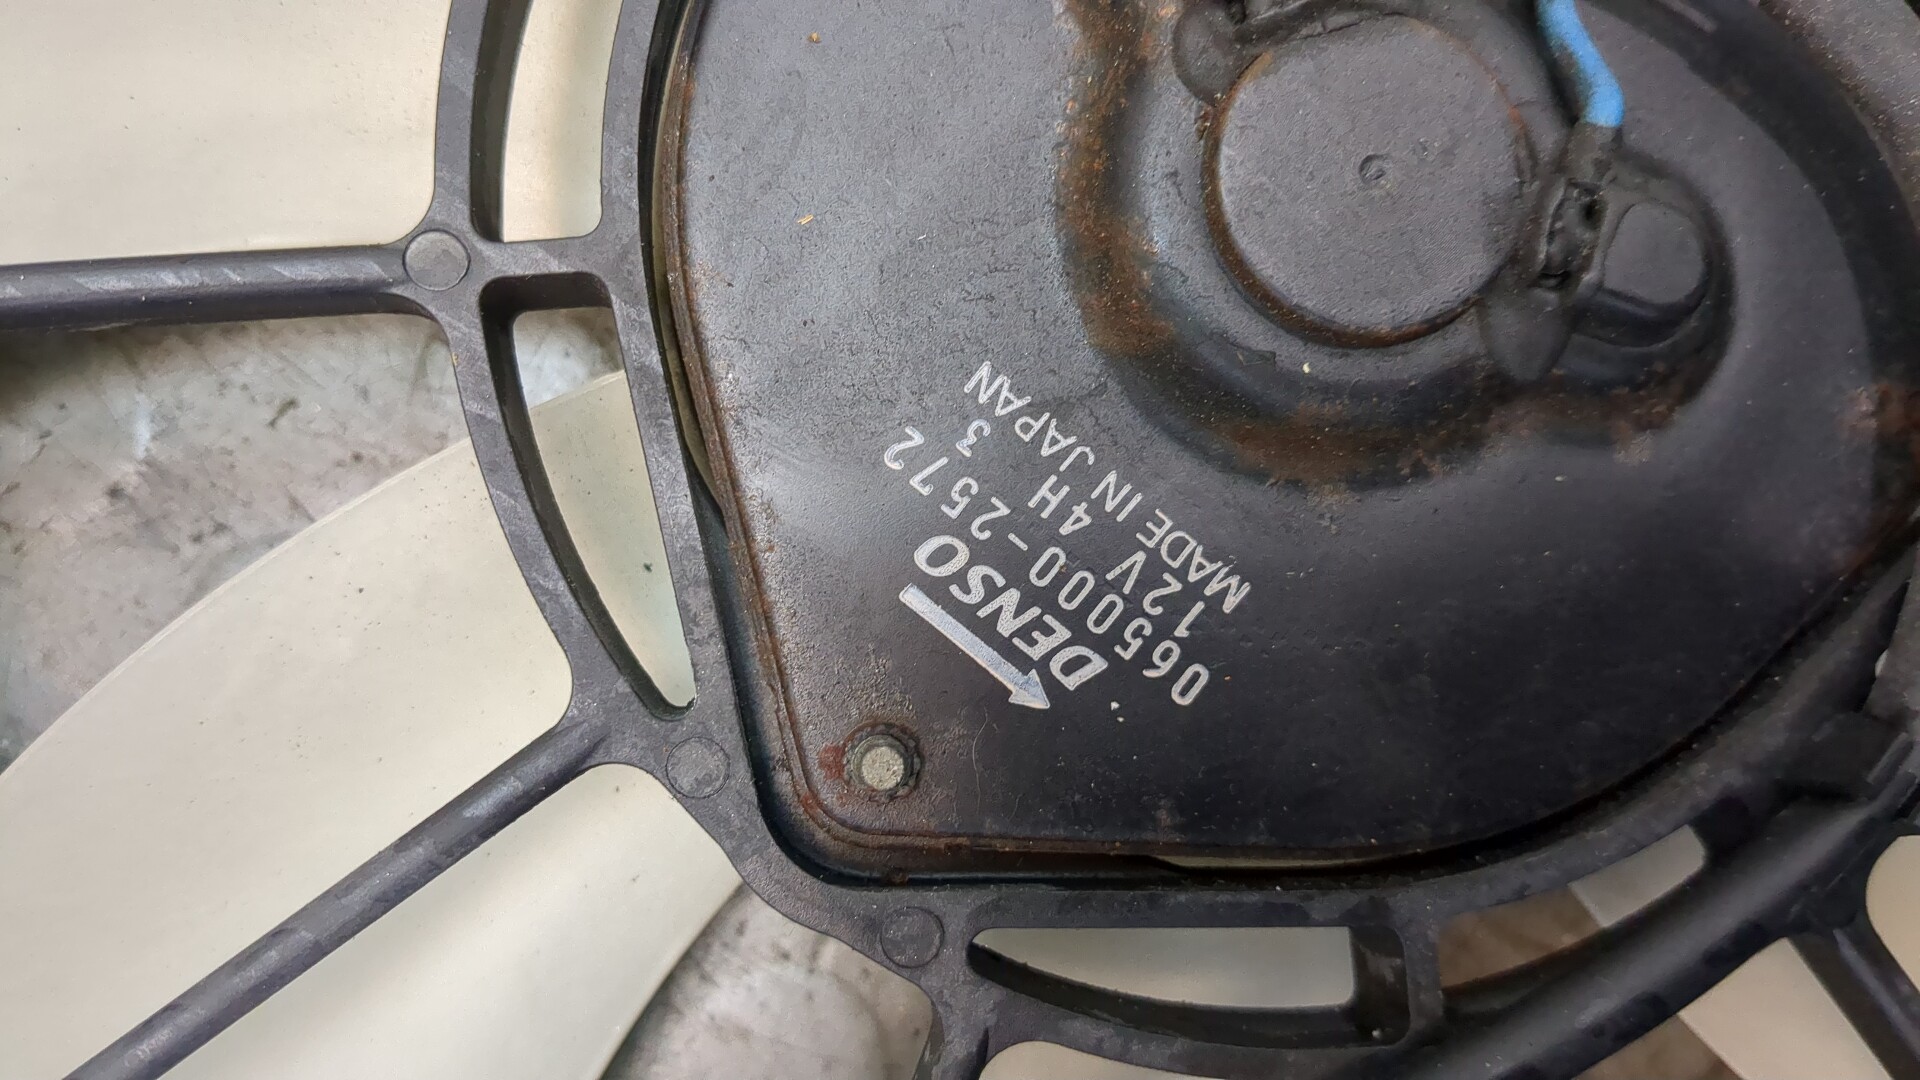 DENSO
065000-2572
12V 4H 3
MADE IN JAPAN